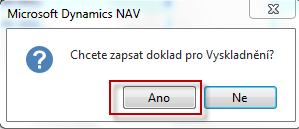 Microsoft Dynamics NAV
Chcete zapsat doklad pro Vyskladnění?
Ano
Ne